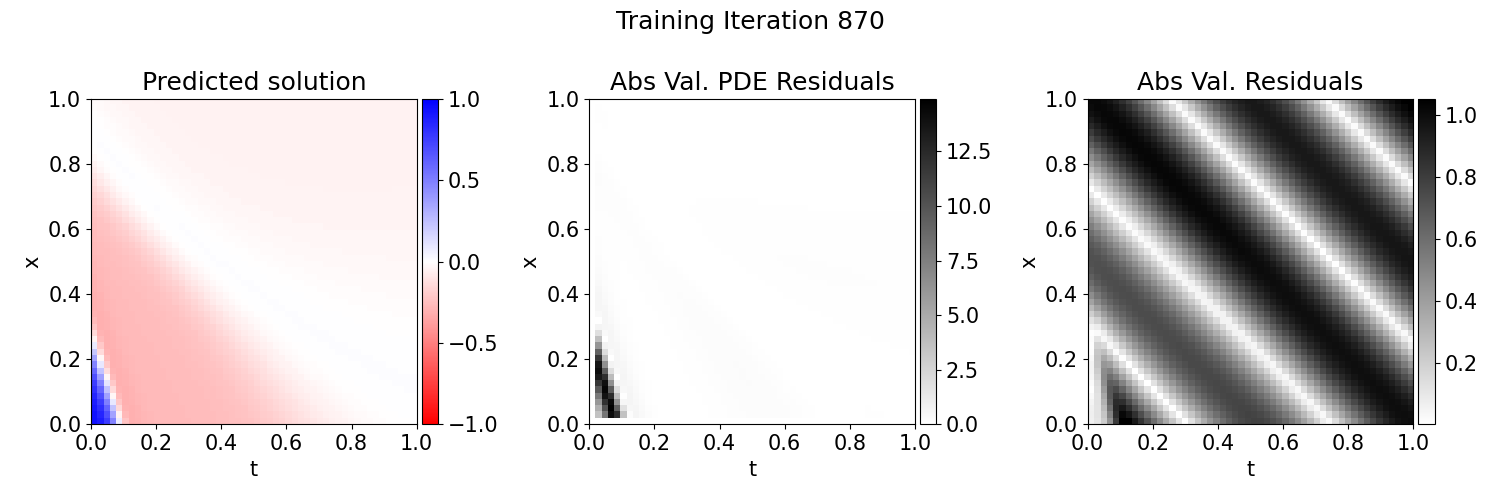 Training Iteration 870
Predicted solution
Abs Val. PDE Residuals
Abs Val. Residuals
1.0
0.8
0.6
0.4
0.2
0.0
x
0.0 0.2 0.4 0.6 0.8 1.0
t
1.0
0.5
0.0
−0.5
−1.0
1.0
0.8
0.6
0.4
0.2
0.0
x
0.0 0.2 0.4 0.6 0.8 1.0
t
12.5
10.0
7.5
5.0
2.5
0.0
1.0
0.8
0.6
0.4
0.2
0.0
x
0.0 0.2 0.4 0.6 0.8 1.0
t
1.0
0.8
0.6
0.4
0.2